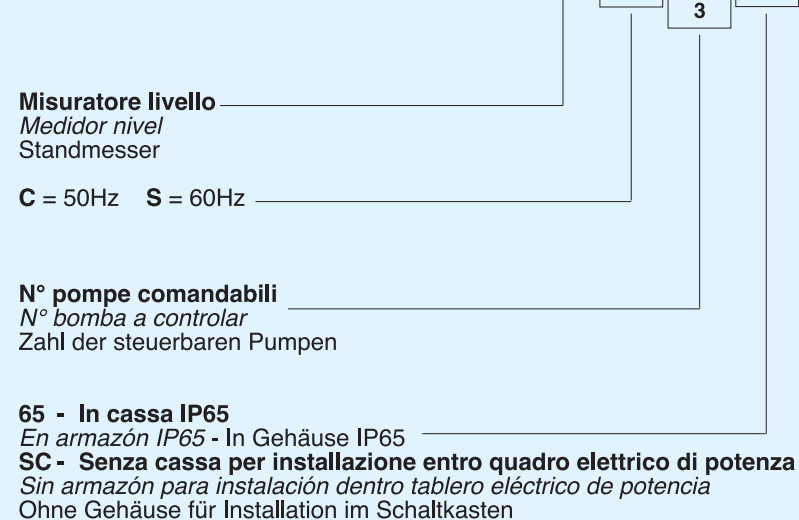 3
Misuratore livello
Medidor nivel
Standmesser
C = 50Hz S = 60Hz
N° pompe comandabili
N° bomba a controlar
Zahl der steuerbaren Pumpen
65 - In cassa IP65
En armazón IP65 - In Gehäuse IP65
SC - Senza cassa per installazione entro quadro elettrico di potenza
Sin armazón para instalación dentro tablero eléctrico de potencia
Ohne Gehäuse für Installation im Schaltkasten